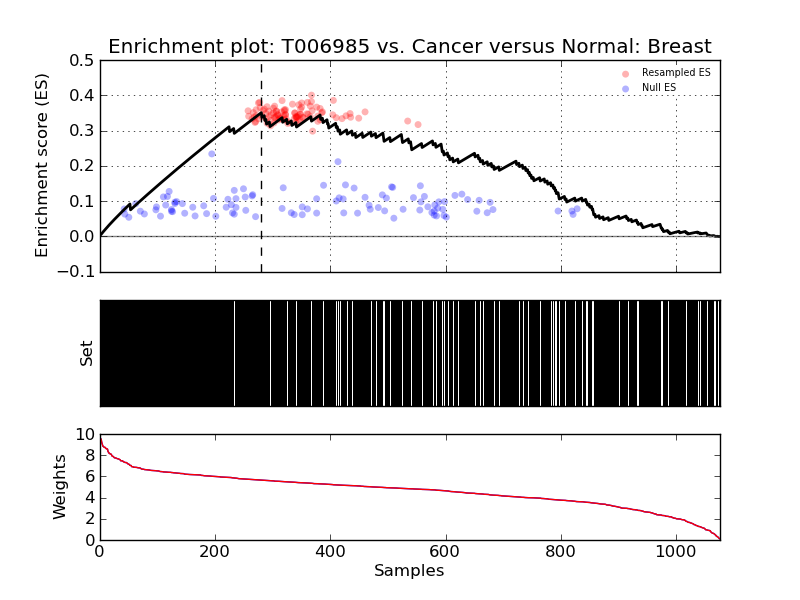 Enrichment plot: T006985 vs. Cancer versus Normal: Breast
Enrichment score (ES)
0.5
0.4
0.3
0.2
0.1
0.0
−0.1
Resampled ES
Null ES
Set
Weights
10
8
6
4
2
0
0 200 400 600 800 1000
Samples